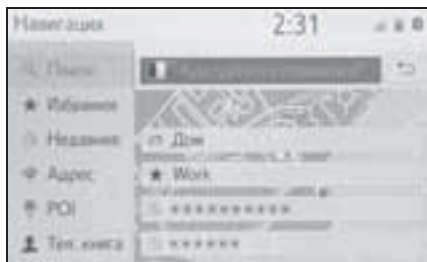 Навигация 2:31
Поиск
Избранное
Недавние
Дом
Адрес
★ Work
POI
**********
Тел. книга
******